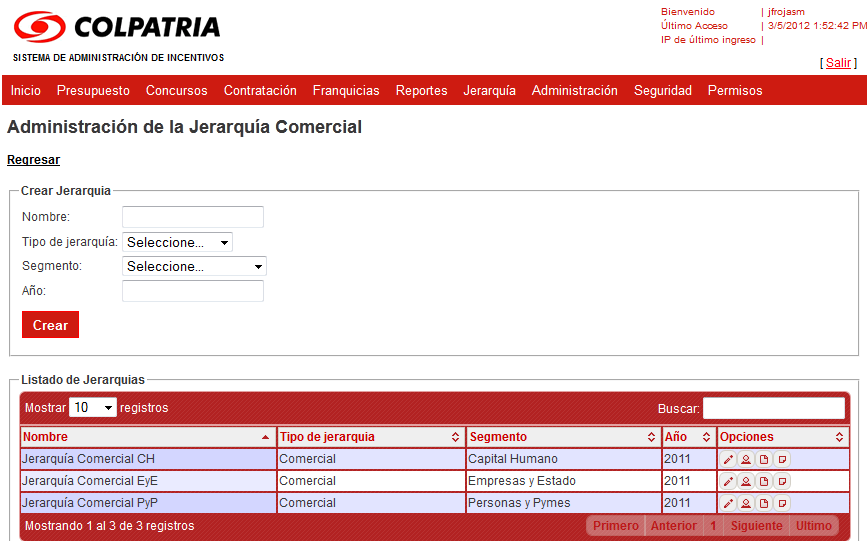 COLPATRIA
SISTEMA DE ADMINISTRACIÓN DE INCENTIVOS
Bienvenido | jfrojasm
Último Acceso | 3/5/2012 1:52:42 PM
IP de último ingreso |
[ Salir ]
Inicio Presupuesto Concursos Contratación Franquicias Reportes Jerarquía Administración Seguridad Permisos
Administración de la Jerarquía Comercial
Regresar
Crear Jerarquia
Nombre:
Tipo de jerarquía: Seleccione...
Segmento: Seleccione...
Año:
Crear
Listado de Jerarquias
Mostrar 10 registros Buscar:
Nombre Tipo de jerarquia Segmento Año Opciones
Jerarquía Comercial CH Comercial Capital Humano 2011
Jerarquía Comercial EyE Comercial Empresas y Estado 2011
Jerarquía Comercial PyP Comercial Personas y Pymes 2011
Mostrando 1 al 3 de 3 registros Primero Anterior 1 Siguiente Ultimo